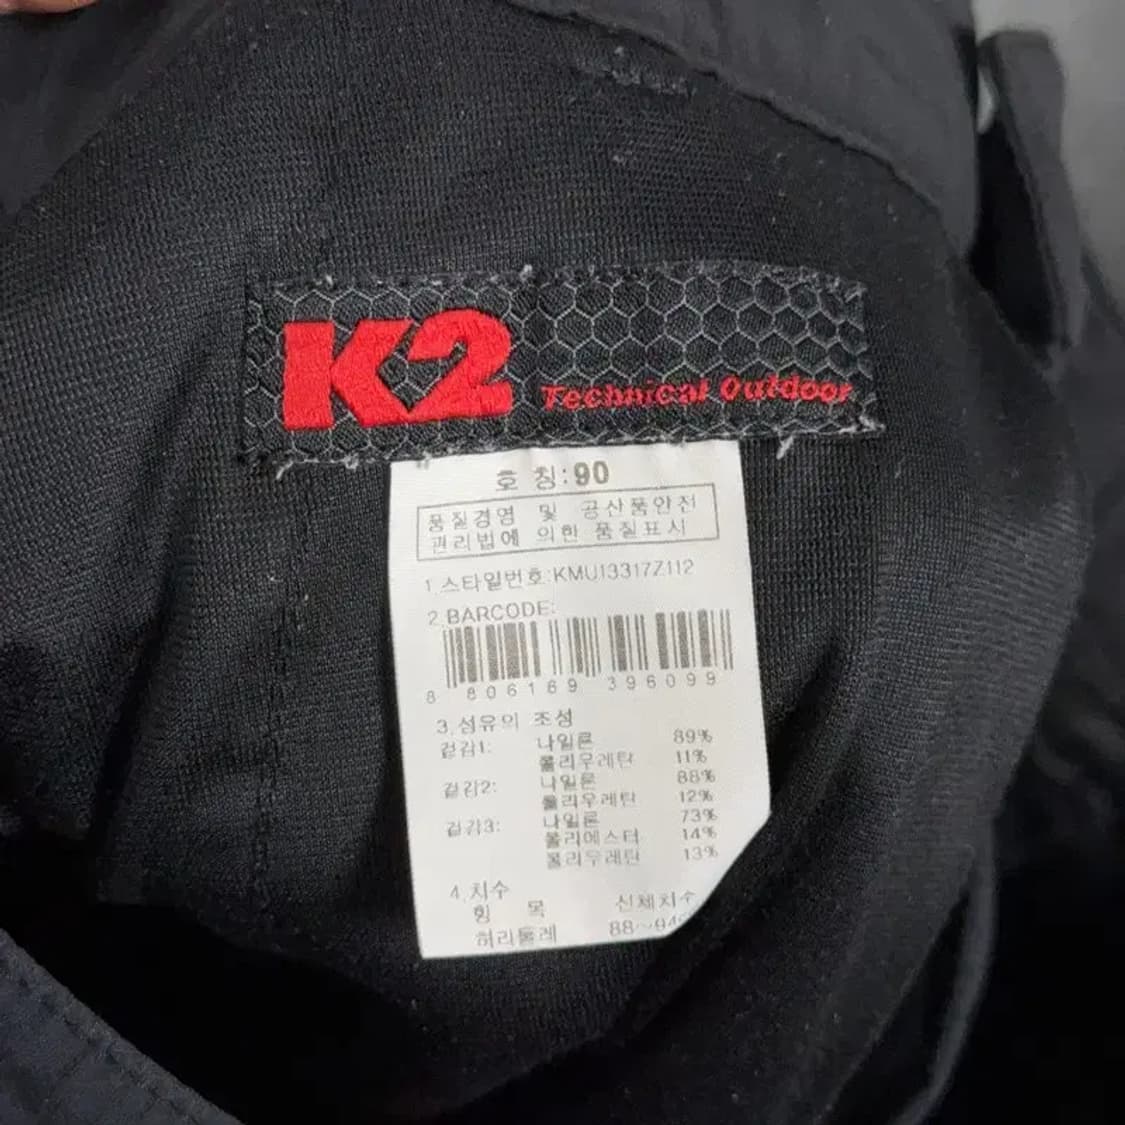 K2
Technical Outdoor
호 칭:90
품질경영 및 공산품안전
관리법에 의한 품질표시
1.스타일번호:KMU13317Z112
2.BARCODE:
8 806169 396099
3.섬유의 조성
겉감1: 나일론 89%
폴리우레탄 11%
겉감2: 나일론 88%
폴리우레탄 12%
겉감3: 나일론 73%
폴리에스터 14%
폴리우레탄 13%
4.치수
항 목 신체치수
허리둘레 88~94